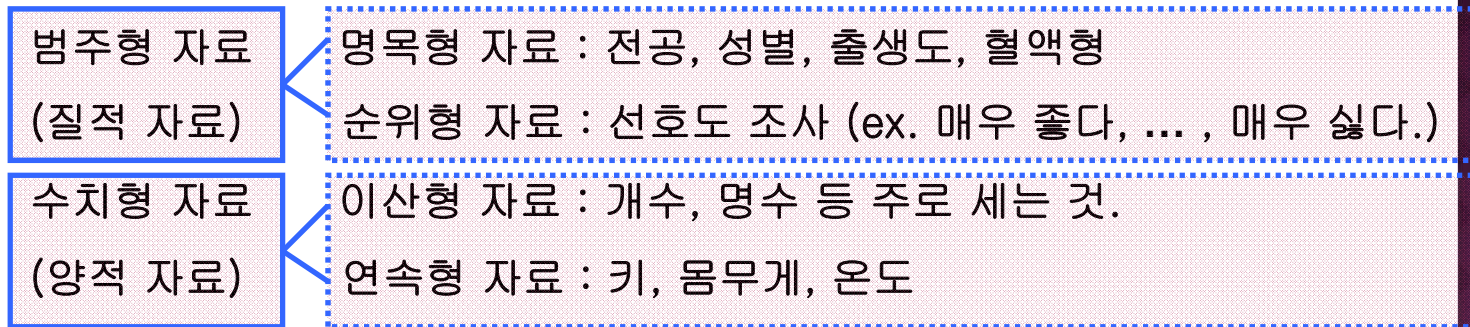 범주형 자료
(질적 자료)
명목형 자료 : 전공, 성별, 출생도, 혈액형
순위형 자료 : 선호도 조사 (ex. 매우 좋다, ... , 매우 싫다.)
수치형 자료
(양적 자료)
이산형 자료 : 개수, 명수 등 주로 세는 것.
연속형 자료 : 키, 몸무게, 온도